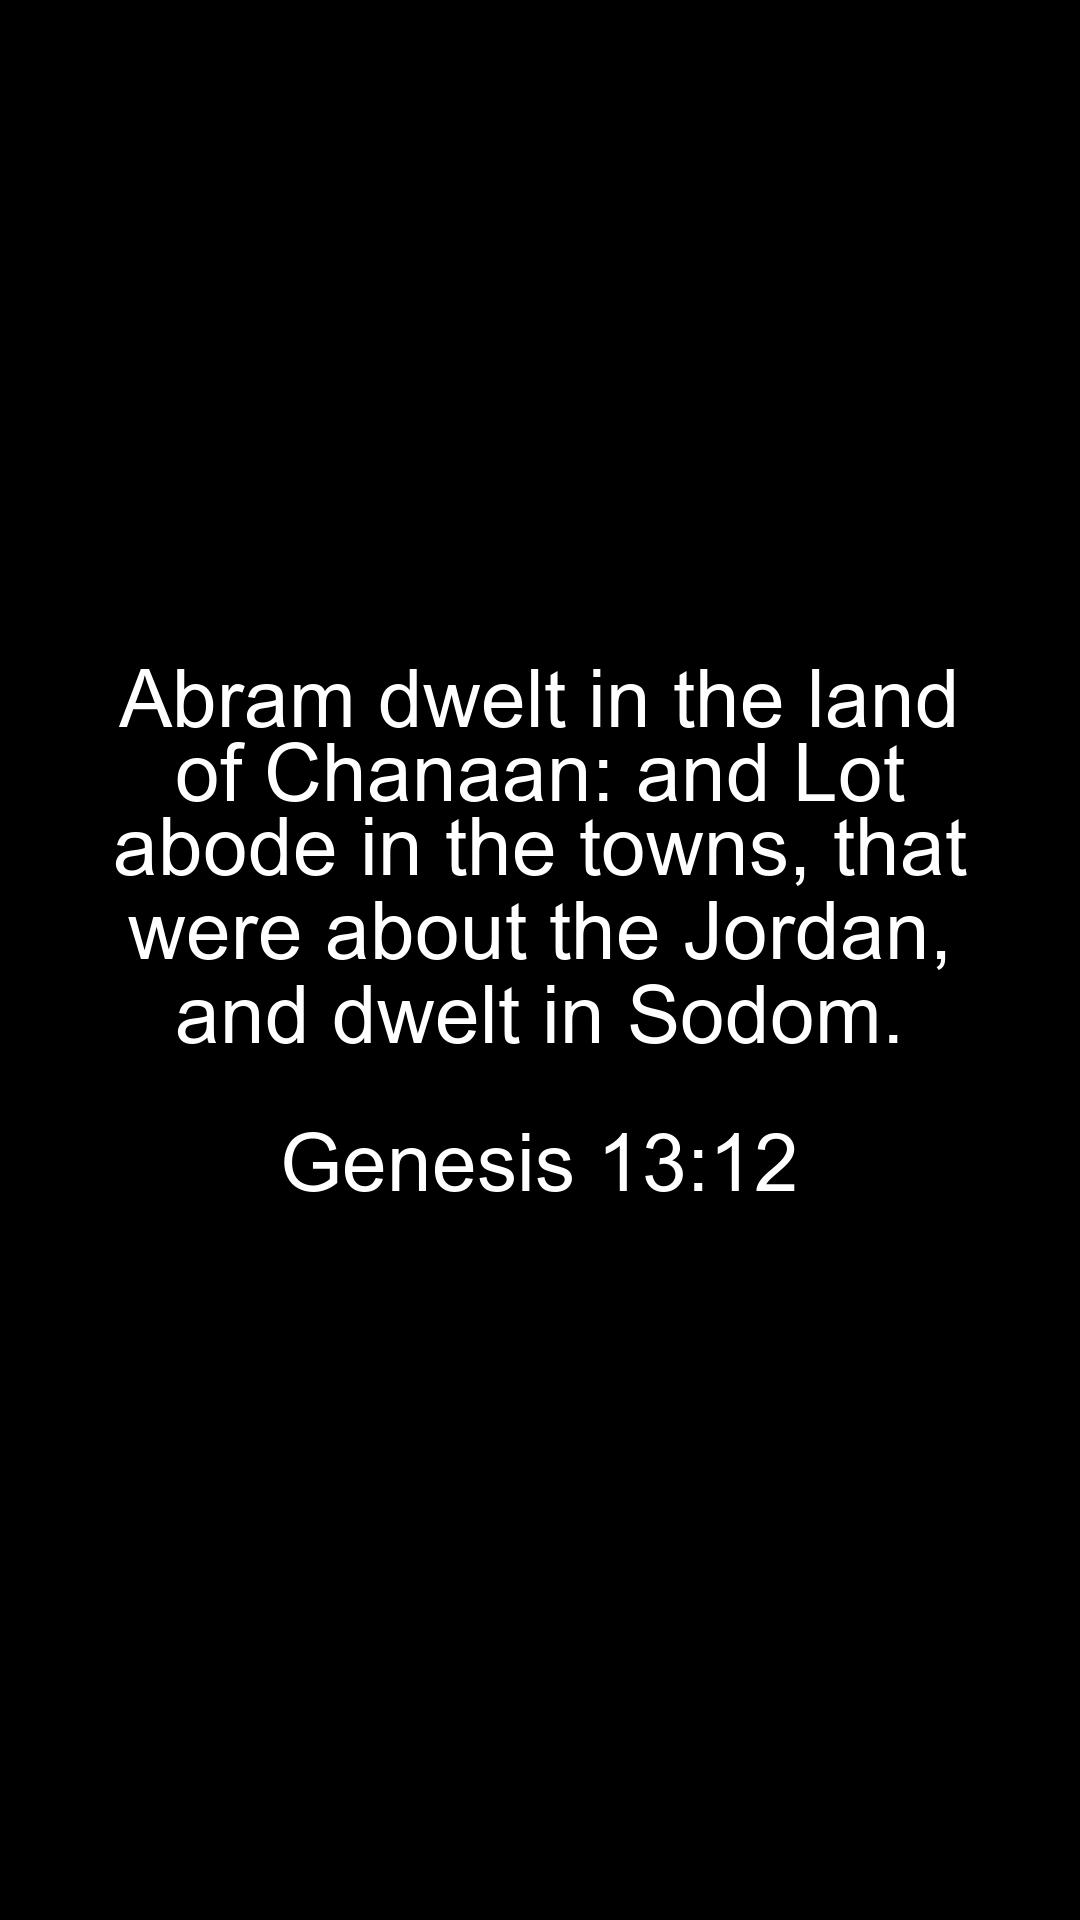 Abram dwelt in the land
of Chanaan: and Lot
abode in the towns, that
were about the Jordan,
and dwelt in Sodom.
Genesis 13:12